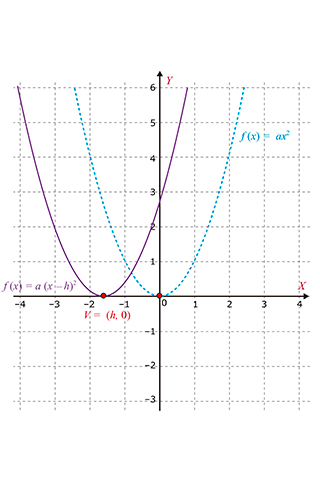 Y
6
5
f(x) = ax²
4
3
2
1
f(x) = a (x – h)²
X
–4 –3 –2 –1 0 1 2 3 4
V = (h, 0)
–1
–2
–3